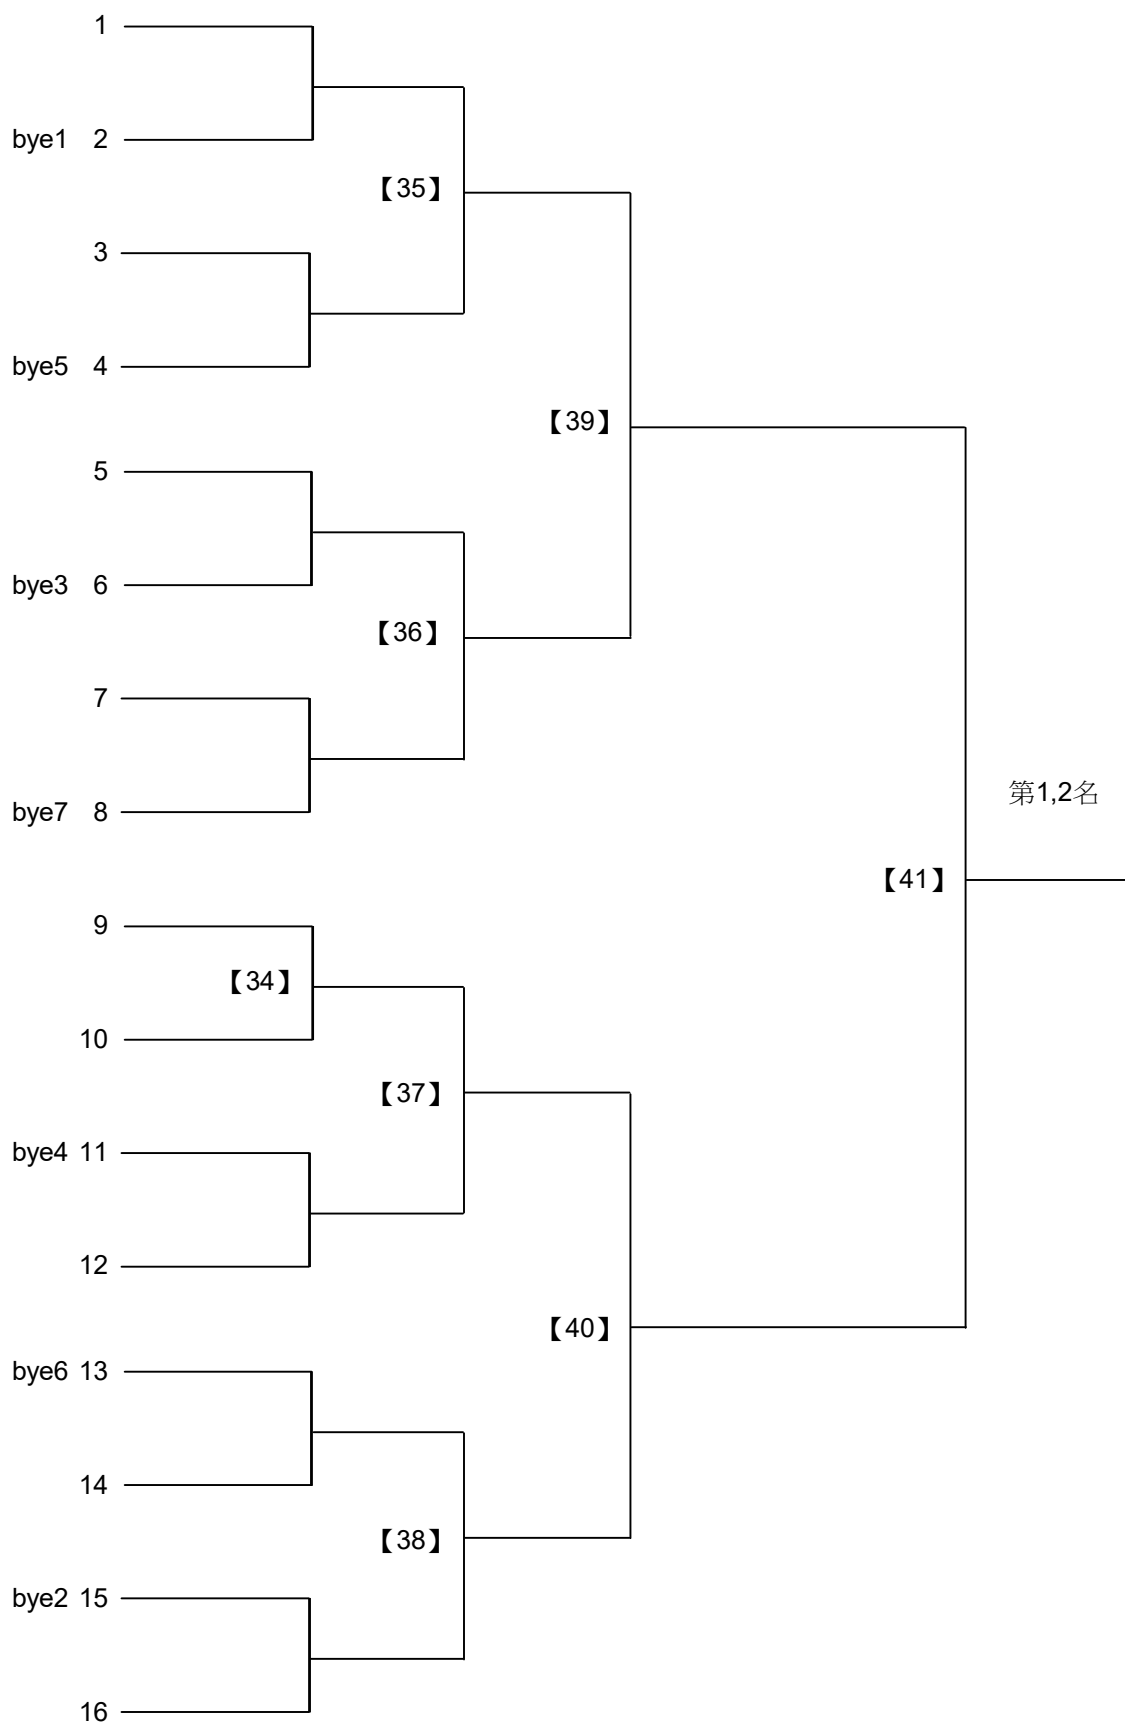 1
bye1 2
【35】
3
bye5 4
【39】
5
bye3 6
【36】
7
第1,2名
bye7 8
【41】
9
【34】
10
【37】
bye4 11
12
【40】
bye6 13
14
【38】
bye2 15
16